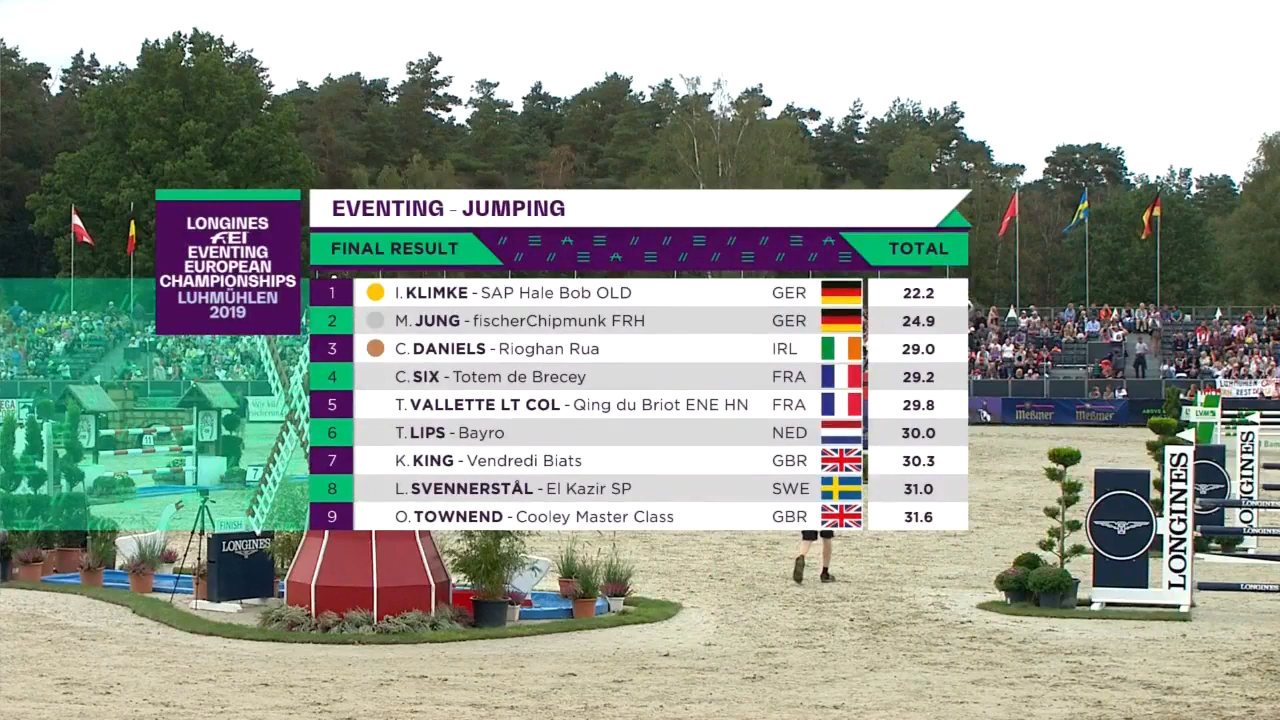 LONGINES
FEI
EVENTING
EUROPEAN
CHAMPIONSHIPS
LUHMÜHLEN
2019
EVENTING - JUMPING
FINAL RESULT TOTAL
1 I. KLIMKE - SAP Hale Bob OLD GER 22.2
2 M. JUNG - fischerChipmunk FRH GER 24.9
3 C. DANIELS - Rioghan Rua IRL 29.0
4 C. SIX - Totem de Brecey FRA 29.2
5 T. VALLETTE LT COL - Qing du Briot ENE HN FRA 29.8
6 T. LIPS - Bayro NED 30.0
7 K. KING - Vendredi Biats GBR 30.3
8 L. SVENNERSTÅL - El Kazir SP SWE 31.0
9 O. TOWNEND - Cooley Master Class GBR 31.6
Meßmer
Meßmer
11
7
FINISH
LONGINES
LONGINES
LONGINES
LONGINES